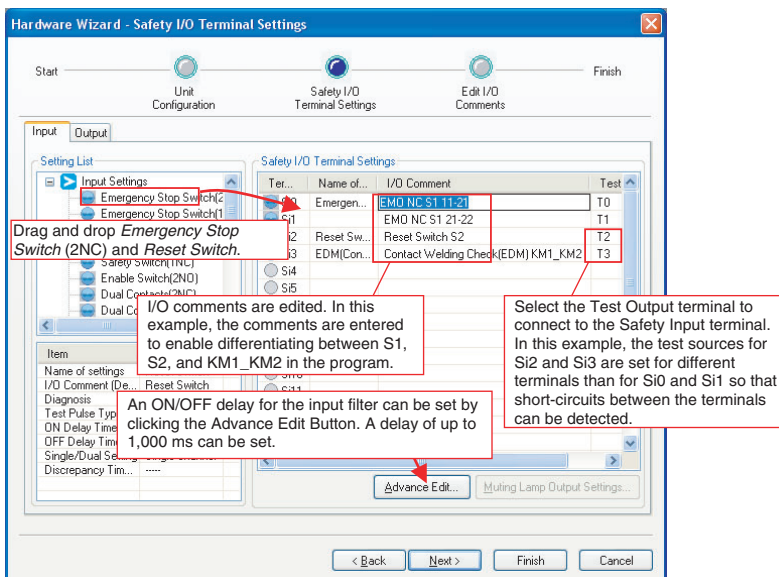 Hardware Wizard - Safety I/O Terminal Settings
Start
Unit Configuration
Safety I/O Terminal Settings
Edit I/O Comments
Finish
Input
Output
Setting List
Input Settings
Emergency Stop Switch(2
Emergency Stop Switch(1
Drag and drop Emergency Stop
Switch (2NC) and Reset Switch.
Safety Switch(1NC)
Enable Switch(2NO)
Dual Contacts(2NC)
Dual Co
Safety I/O Terminal Settings
Ter... Name of... I/O Comment Test
Si0 Emergen... EMO NC S1 11-21 T0
Si1 EMO NC S1 21-22 T1
Si2 Reset Sw... Reset Switch S2 T2
Si3 EDM(Con... Contact Welding Check(EDM) KM1_KM2 T3
Si4
Si5
I/O comments are edited. In this
example, the comments are entered
to enable differentiating between S1,
S2, and KM1_KM2 in the program.
Select the Test Output terminal to
connect to the Safety Input terminal.
In this example, the test sources for
Si2 and Si3 are set for different
terminals than for Si0 and Si1 so that
short-circuits between the terminals
can be detected.
Item
Name of settings
I/O Comment (De... Reset Switch
Diagnosis
Test Pulse Typ
ON Delay Time
OFF Delay Time
Single/Dual Setting Single Channel
Discrepancy Tim... -----
Si10
Si11
An ON/OFF delay for the input filter can be set by
clicking the Advance Edit Button. A delay of up to
1,000 ms can be set.
Advance Edit...
Muting Lamp Output Settings...
< Back
Next >
Finish
Cancel